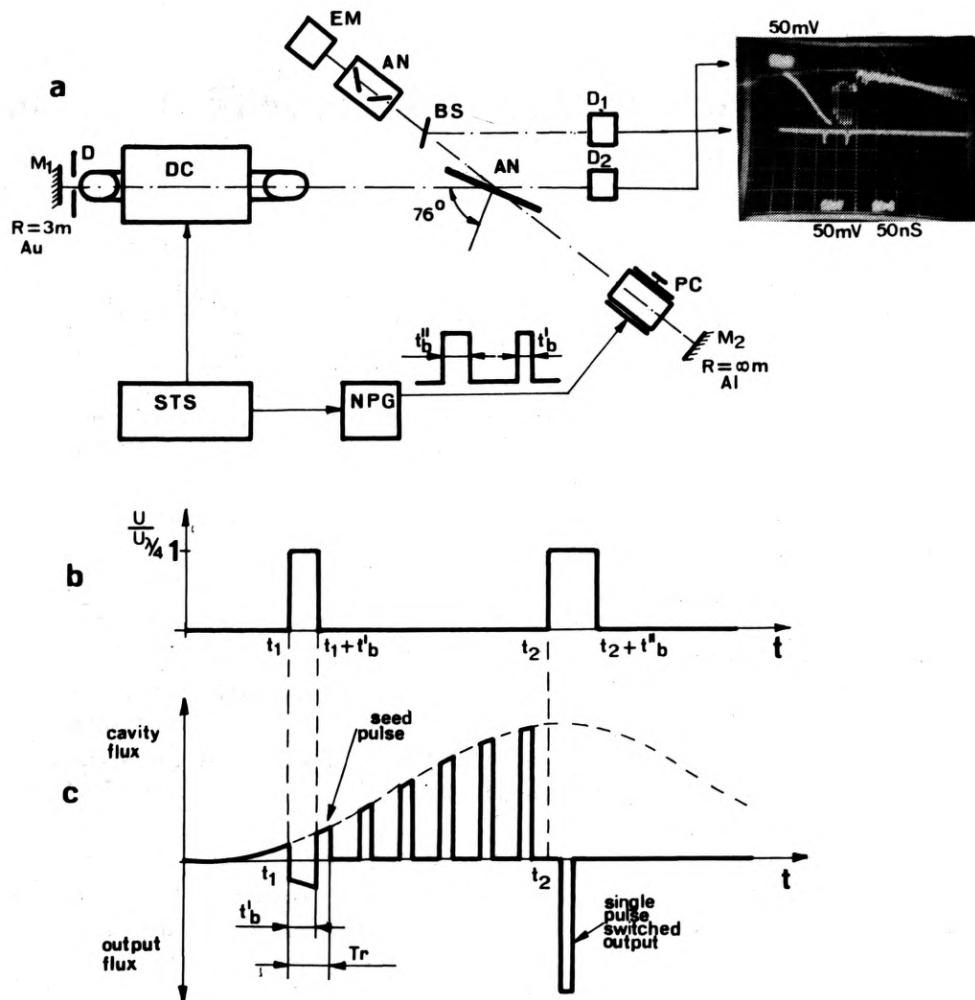 EM
AN
50mV
a
BS
D1
AN
D2
M1
D
DC
76°
R=3m
Au
50mV 50nS
PC
M2
R=∞m
Al
t"b
t'b
STS
NPG
U
Uλ/4
1
b
t1
t1+t'b
t2
t2+t"b
t
cavity
flux
seed
pulse
c
t1
t2
t
t'b
Tr
output
flux
single
pulse
switched
output